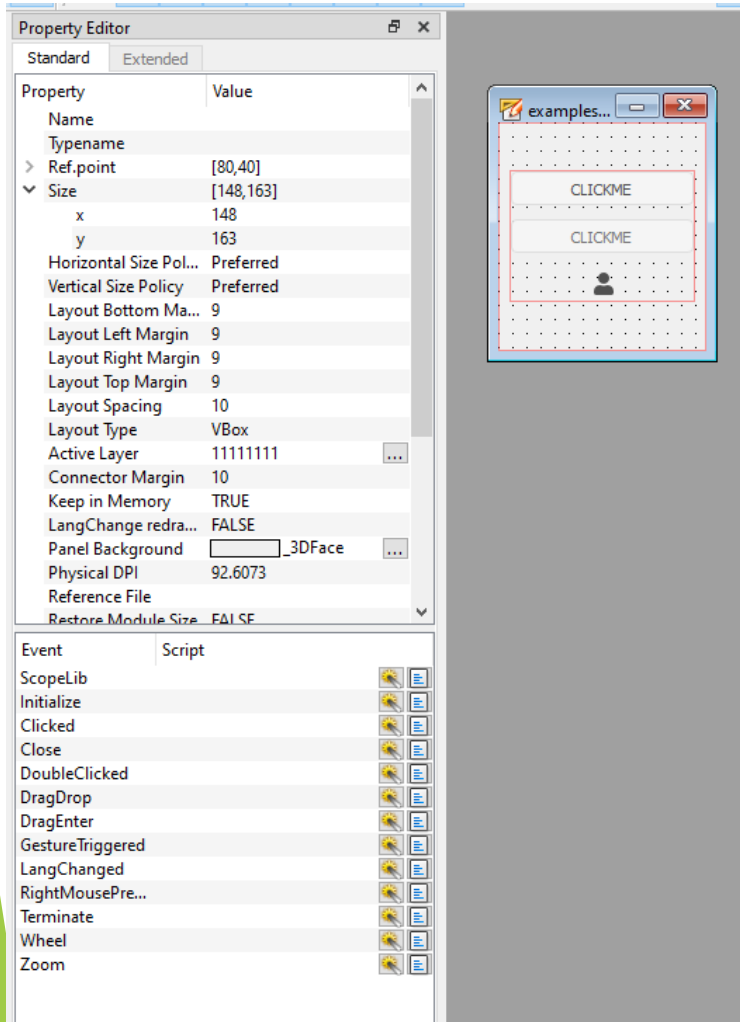 Property Editor
Standard Extended
Property Value
Name
Typename
Ref.point [80,40]
Size [148,163]
x 148
y 163
Horizontal Size Pol... Preferred
Vertical Size Policy Preferred
Layout Bottom Ma... 9
Layout Left Margin 9
Layout Right Margin 9
Layout Top Margin 9
Layout Spacing 10
Layout Type VBox
Active Layer 11111111 ...
Connector Margin 10
Keep in Memory TRUE
LangChange redra... FALSE
Panel Background _3DFace ...
Physical DPI 92.6073
Reference File
Restore Module Size FALSE
Event Script
ScopeLib
Initialize
Clicked
Close
DoubleClicked
DragDrop
DragEnter
GestureTriggered
LangChanged
RightMousePre...
Terminate
Wheel
Zoom
examples...
CLICKME
CLICKME